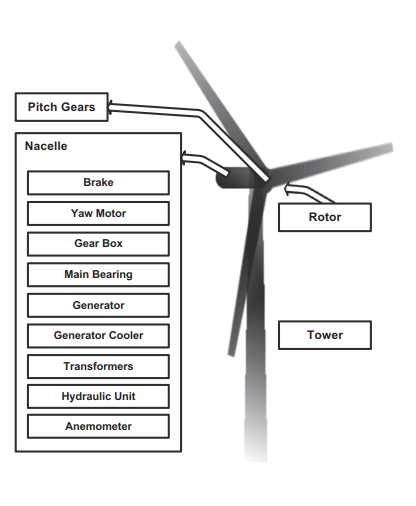 Pitch Gears
Nacelle
Brake
Yaw Motor
Gear Box
Main Bearing
Generator
Generator Cooler
Transformers
Hydraulic Unit
Anemometer
Rotor
Tower